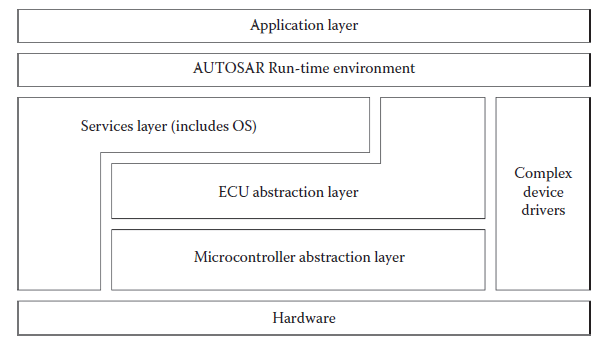 Application layer
AUTOSAR Run-time environment
Services layer (includes OS)
ECU abstraction layer
Microcontroller abstraction layer
Complex
device
drivers
Hardware